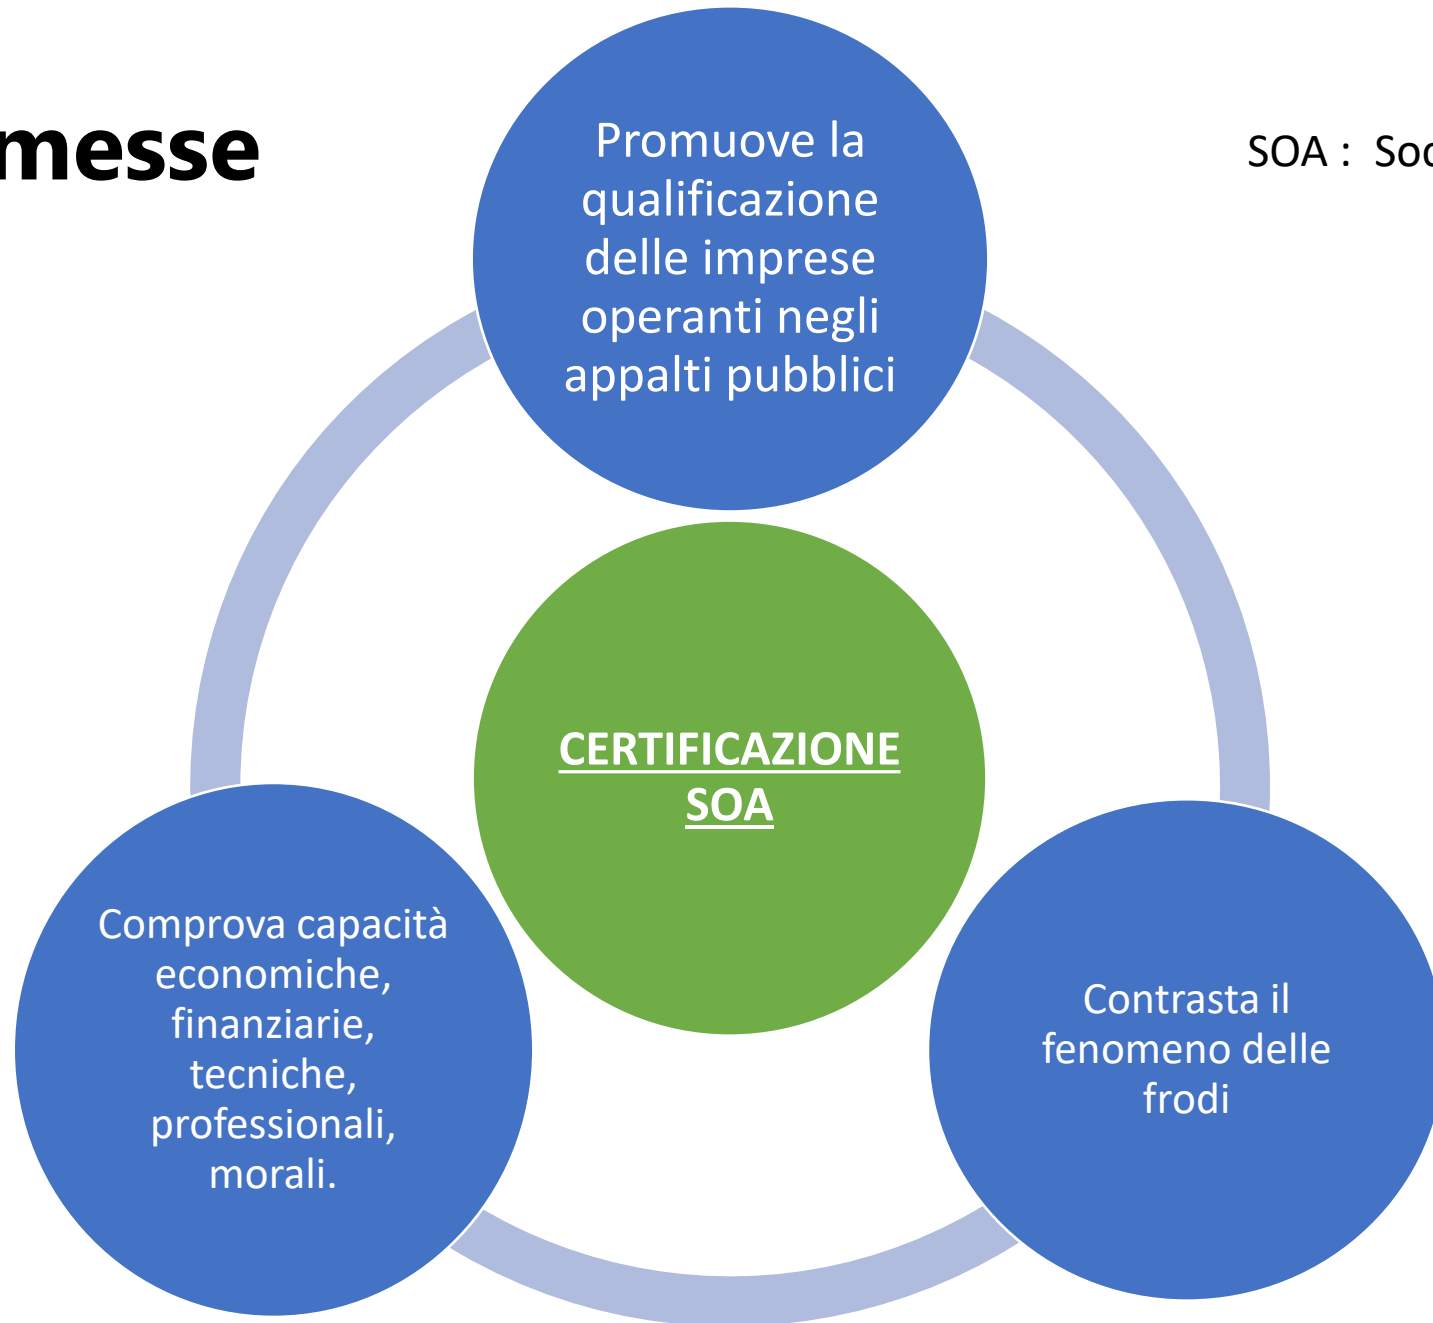 messe
SOA : Soc
Promuove la
qualificazione
delle imprese
operanti negli
appalti pubblici
CERTIFICAZIONE
SOA
Comprova capacità
economiche,
finanziarie,
tecniche,
professionali,
morali.
Contrasta il
fenomeno delle
frodi